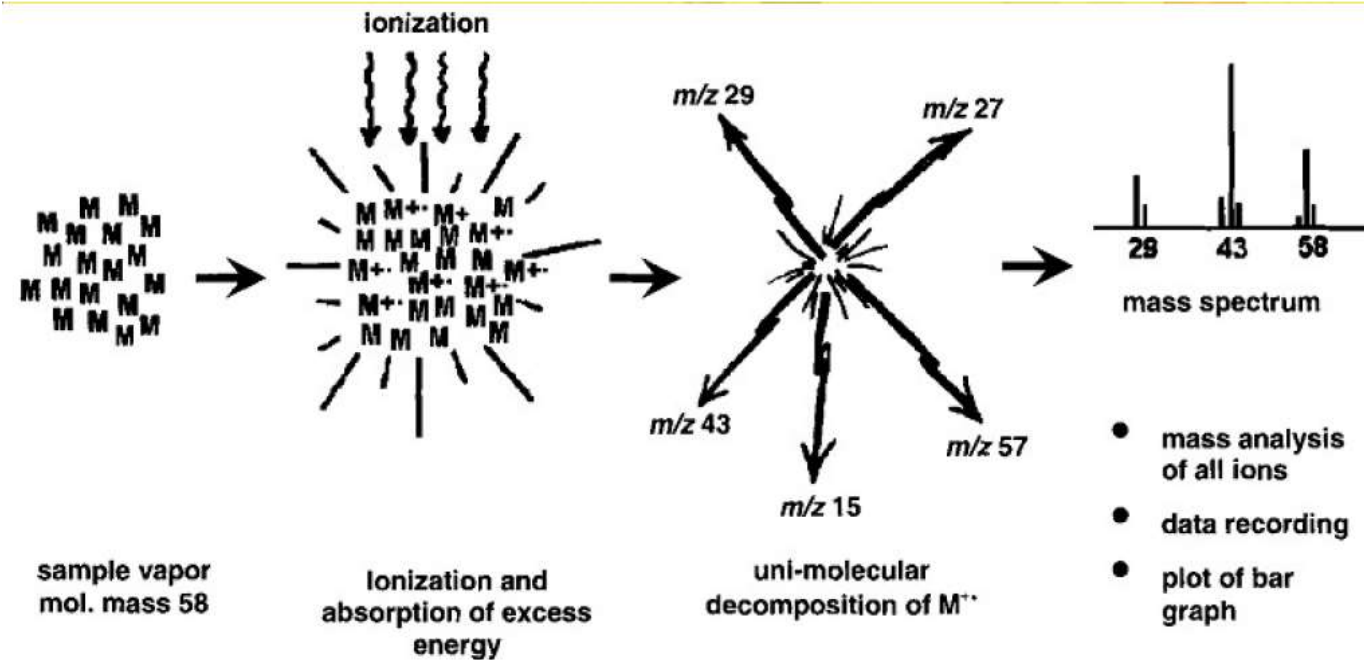 ionization
m/z 29
m/z 27
M M M M M M M M M M M M M M M M M M M M
M M+· M+ M
M M M M M+·
M+· M M M M+·
M+· M+·
M+· M M M M
M M M M
29 43 58
mass spectrum
m/z 43
m/z 57
m/z 15
● mass analysis
of all ions
● data recording
● plot of bar
graph
sample vapor
mol. mass 58
Ionization and
absorption of excess
energy
uni-molecular
decomposition of M+·